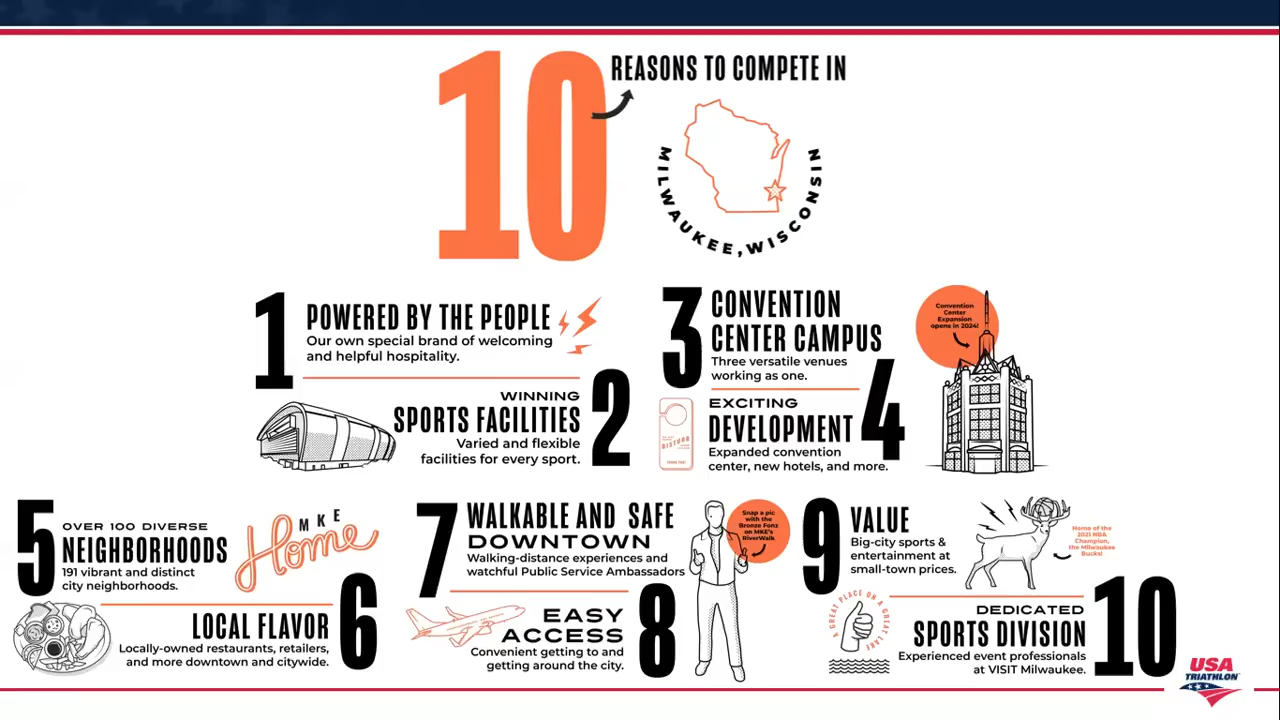 10
REASONS TO COMPETE IN
MILWAUKEE, WISCONSIN
1
POWERED BY THE PEOPLE
Our own special brand of welcoming
and helpful hospitality.
WINNING
SPORTS FACILITIES
Varied and flexible
facilities for every sport.
2
3
CONVENTION
CENTER CAMPUS
Three versatile venues
working as one.
Convention
Center
Expansion
opens in 2024!
DISTURB
EXCITING
DEVELOPMENT
Expanded convention
center, new hotels, and more.
4
5
OVER 100 DIVERSE
NEIGHBORHOODS
191 vibrant and distinct
city neighborhoods.
MKE
Home
LOCAL FLAVOR
Locally-owned restaurants, retailers,
and more downtown and citywide.
6
7
WALKABLE AND SAFE
DOWNTOWN
Walking-distance experiences and
watchful Public Service Ambassadors
Snap a pic
with the
Bronze Fonz
on MKE's
RiverWalk
EASY
ACCESS
Convenient getting to and
getting around the city.
8
9
VALUE
Big-city sports &
entertainment at
small-town prices.
Home of the
2021 NBA
Champion,
the Milwaukee
Bucks!
A GREAT PLACE ON A GREAT LAKE
DEDICATED
SPORTS DIVISION
Experienced event professionals
at VISIT Milwaukee.
10
USA
TRIATHLON